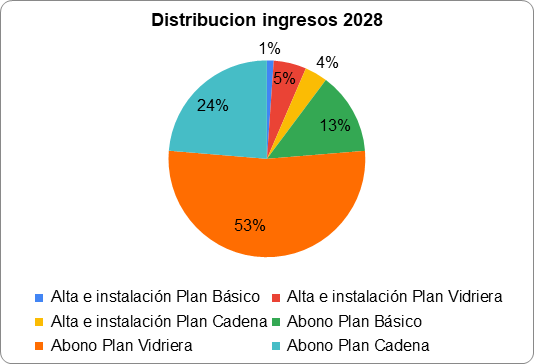 Distribucion ingresos 2028
1%
5%
4%
13%
53%
24%
Alta e instalación Plan Básico
Alta e instalación Plan Vidriera
Alta e instalación Plan Cadena
Abono Plan Básico
Abono Plan Vidriera
Abono Plan Cadena